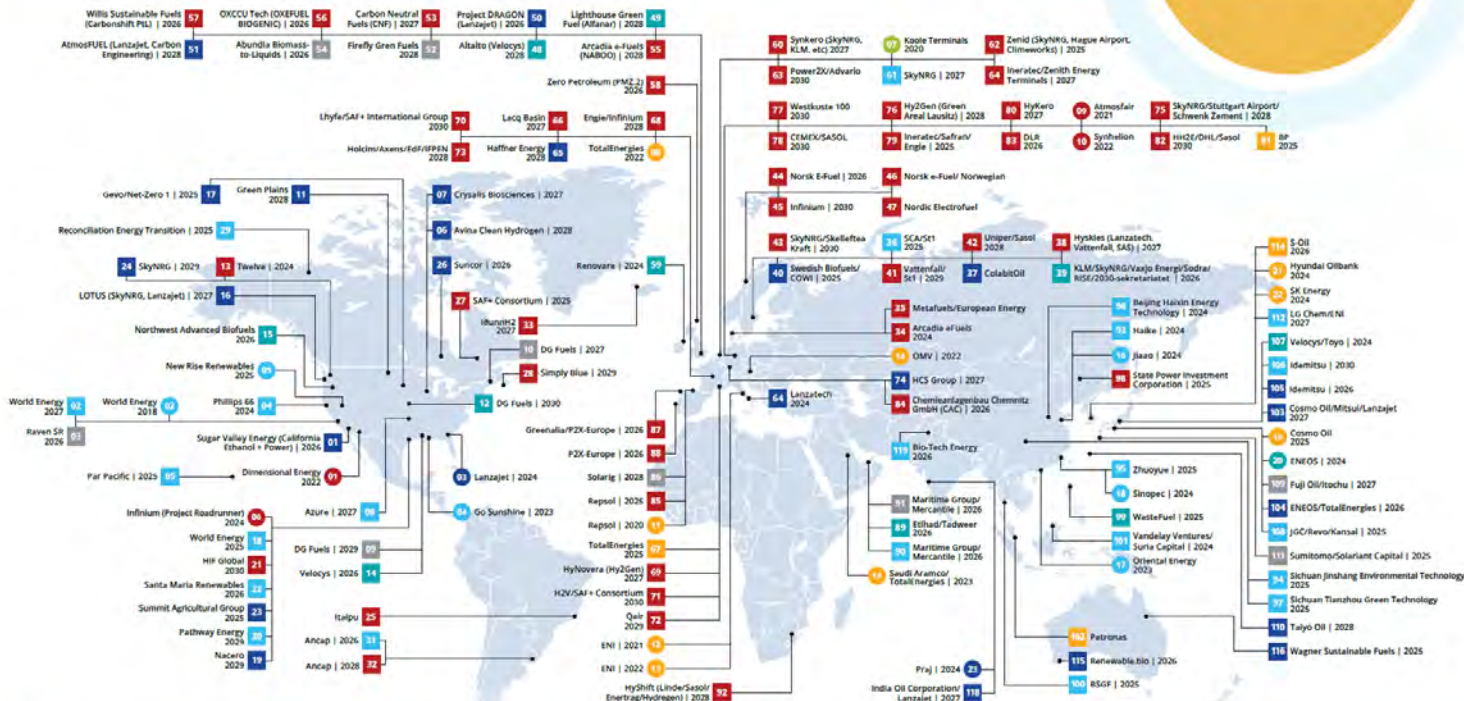 Willis Sustainable Fuels
(Carbonshift PtL) | 2026
57
OXCCU Tech (OXEFUEL
BIOGENIC) | 2026
56
Carbon Neutral
Fuels (CNF) | 2027
53
Project DRAGON
(Lanzajet) | 2026
50
Lighthouse Green
Fuel (Alfanar) | 2028
49
AtmosFUEL (Lanzajet, Carbon
Engineering) | 2028
51
Abundia Biomass-
to-Liquids | 2026
54
Firefly Gren Fuels
2028
52
Altalto (Velocys)
2028
48
Arcadia e-Fuels
(NABOO) | 2028
55
Zero Petroleum (PMZ.2)
2026
58
60
Synkero (SkyNRG,
KLM. etc) 2027
07
Koole Terminals
2020
62
Zenid (SkyNRG, Hague Airport,
Climeworks) | 2025
63
Power2X/Advario
2030
61
SkyNRG | 2027
64
Ineratec/Zenith Energy
Terminals | 2027
Lhyfe/SAF+ International Group
2030
70
Lacq Basin
2027
66
Engie/Infinium
2028
68
Holcim/Axens/EdF/IFPEN
2028
73
Haffner Energy
2028
65
TotalEnergies
2022
77
Westkuste 100
2030
76
Hy2Gen (Green
Areal Lausitz) | 2028
80
HyKero
2027
09
Atmosfair
2021
75
SkyNRG/Stuttgart Airport/
Schwenk Zement | 2028
78
CEMEX/SASOL
2030
79
Ineratec/Safran/
Engie | 2025
83
DLR
2026
10
Synhelion
2022
82
HH2E/DHL/Sasol
2030
81
BP
2025
44
Norsk E-Fuel | 2026
46
Norsk e-Fuel/ Norwegian
45
Infinium | 2030
47
Nordic Electrofuel
43
SkyNRG/Skelleftea
Kraft | 2030
SCA/St1
2025
42
Uniper/Sasol
2028
38
Hyskies (Lanzatech,
Vattenfall, SAS) | 2027
40
Swedish Biofuels/
COWI | 2025
41
Vattenfall/
St1 | 2029
37
ColabitOil
39
KLM/SkyNRG/Vaxjo Energi/Sodra/
RISE/2030-sekretariatet | 2026
Gevo/Net-Zero 1 | 2025
17
Green Plains
2028
11
07
Crysalis Biosciences | 2027
Reconciliation Energy Transition | 2025
29
06
Avina Clean Hydrogen | 2028
24
SkyNRG | 2029
13
Twelve | 2024
26
Suncor | 2026
LOTUS (SkyNRG, Lanzajet) | 2027
16
27
SAF+ Consortium | 2025
Renovare | 2024
59
IðunnH2
2027
33
Northwest Advanced Biofuels
2026
15
10
DG Fuels | 2027
New Rise Renewables
2025
01
28
Simply Blue | 2029
World Energy
2027
02
World Energy
2018
02
Phillips 66
2024
04
12
DG Fuels | 2030
Raven SR
2026
03
Sugar Valley Energy (California
Ethanol + Power) | 2026
01
Par Pacific | 2025
05
Dimensional Energy
2022
01
03
Lanzajet | 2024
04
Go Sunshine | 2023
Azure | 2027
08
Infinium (Project Roadrunner)
2024
06
World Energy
2025
18
HIF Global
2030
21
Santa Maria Renewables
2026
22
Summit Agricultural Group
2025
23
Pathway Energy
2024
20
Nacero
2029
19
DG Fuels | 2029
09
Velocys | 2026
14
Itaipu
25
Ancap | 2026
31
Ancap | 2028
32
35
Metafuels/European Energy
34
Arcadia eFuels
2024
14
OMV | 2022
74
HCS Group | 2027
84
Chemieanlagenbau Chemnitz
GmbH (CAC) | 2026
64
Lanzatech
2024
Greenalia/P2X-Europe | 2026
87
P2X-Europe | 2026
88
Solarig | 2028
86
Repsol | 2026
85
Repsol | 2020
11
TotalEnergies
2025
67
HyNovera (Hy2Gen)
2027
69
H2V/SAF+ Consortium
2030
71
Qair
2029
72
ENI | 2021
12
ENI | 2022
13
HyShift (Linde/Sasol/
Enertrag/Hydregen) | 2028
92
119
Bio-Tech Energy
2026
91
Maritime Group/
Mercantile | 2026
89
Etihad/Tadweer
2026
90
Maritime Group/
Mercantile | 2026
Saudi Aramco/
TotalEnergies | 2023
Praj | 2024
23
India Oil Corporation/
Lanzajet | 2027
118
98
Beijing Haixin Energy
Technology | 2024
93
Haike | 2024
16
Jiaao | 2024
96
State Power Investment
Corporation | 2025
95
Zhuoyue | 2025
18
Sinopec | 2024
99
WasteFuel | 2025
101
Vandelay Ventures/
Suria Capital | 2024
17
Oriental Energy
2023
102
Petronas
115
Renewable.bio | 2026
100
RSGF | 2025
114
S-Oil
2026
21
Hyundai Oilbank
2024
22
SK Energy
2024
112
LG Chem/ENI
2027
107
Velocys/Toyo | 2024
106
Idemitsu | 2030
105
Idemitsu | 2026
103
Cosmo Oil/Mitsui/Lanzajet
2027
19
Cosmo Oil
2025
20
ENEOS | 2024
109
Fuji Oil/Itochu | 2027
104
ENEOS/TotalEnergies | 2026
108
JGC/Revo/Kansai | 2025
Sumitomo/Solariant Capital | 2025
94
Sichuan Jinshang Environmental Technology
2025
97
Sichuan Tianzhou Green Technology
2026
110
Taiyo Oil | 2028
116
Wagner Sustainable Fuels | 2025